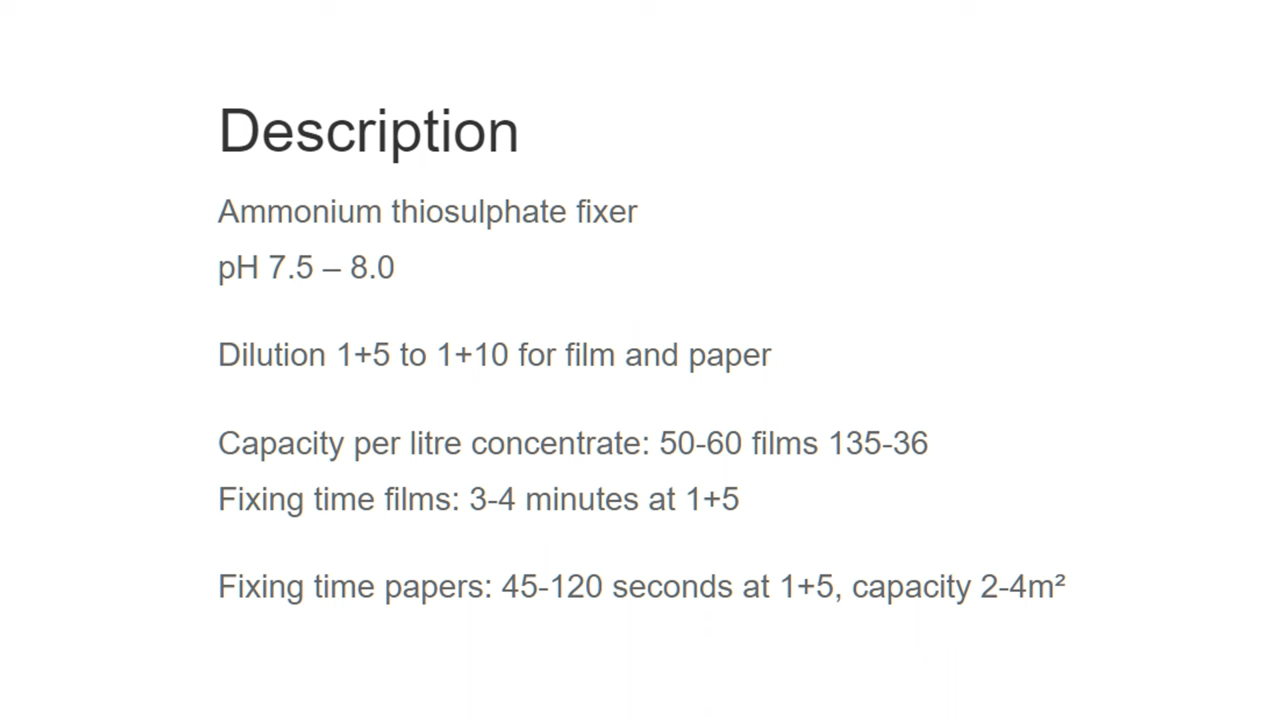 Description
Ammonium thiosulphate fixer
pH 7.5 – 8.0
Dilution 1+5 to 1+10 for film and paper
Capacity per litre concentrate: 50-60 films 135-36
Fixing time films: 3-4 minutes at 1+5
Fixing time papers: 45-120 seconds at 1+5, capacity 2-4m²